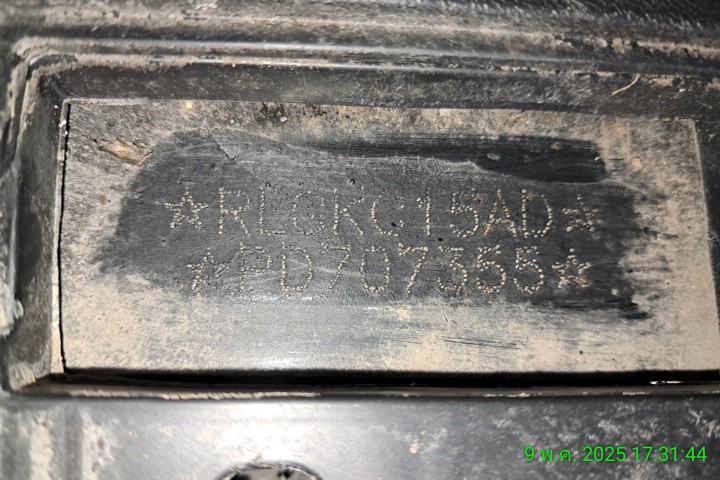 ☆RLGKC15AD☆
☆PD707355☆
9 พ.ค. 2025 17:31:44